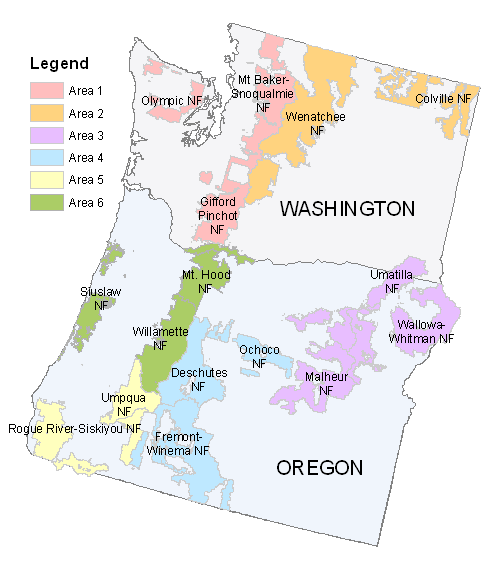 Legend
Area 1
Area 2
Area 3
Area 4
Area 5
Area 6
Olympic NF
Mt Baker-
Snoqualmie
NF
Wenatchee
NF
Colville NF
Gifford
Pinchot
NF
WASHINGTON
Mt. Hood
NF
Siuslaw
NF
Willamette
NF
Umatilla
NF
Wallowa-
Whitman NF
Ochoco
NF
Deschutes
NF
Malheur
NF
Umpqua
NF
Rogue River-Siskiyou NF
Fremont-
Winema NF
OREGON